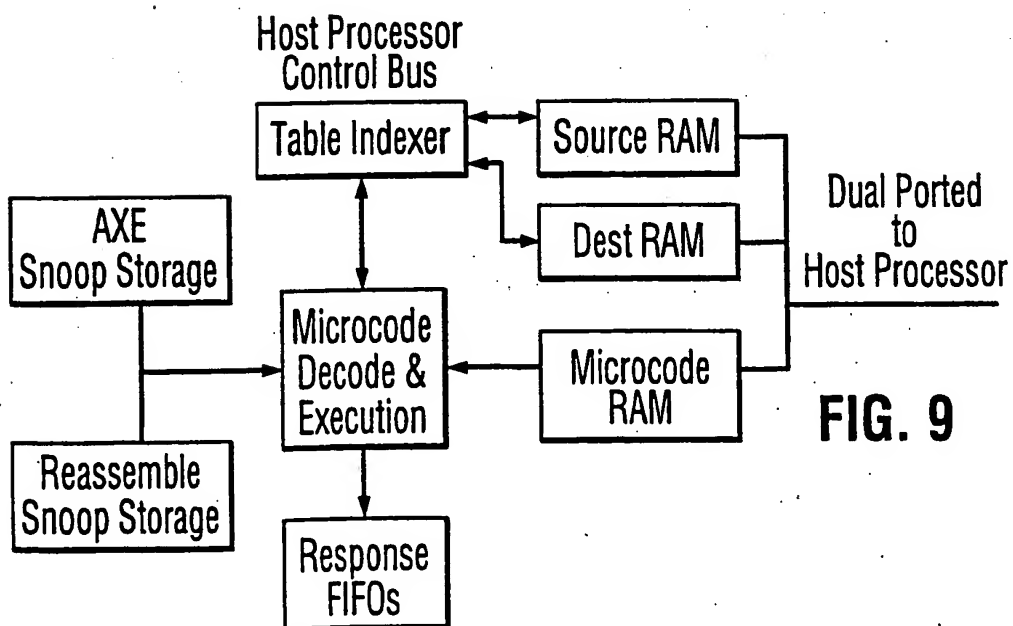 Host Processor
Control Bus
Table Indexer
Source RAM
Dest RAM
Dual Ported
to
Host Processor
AXE
Snoop Storage
Microcode
Decode &
Execution
Microcode
RAM
FIG. 9
Reassemble
Snoop Storage
Response
FIFOs